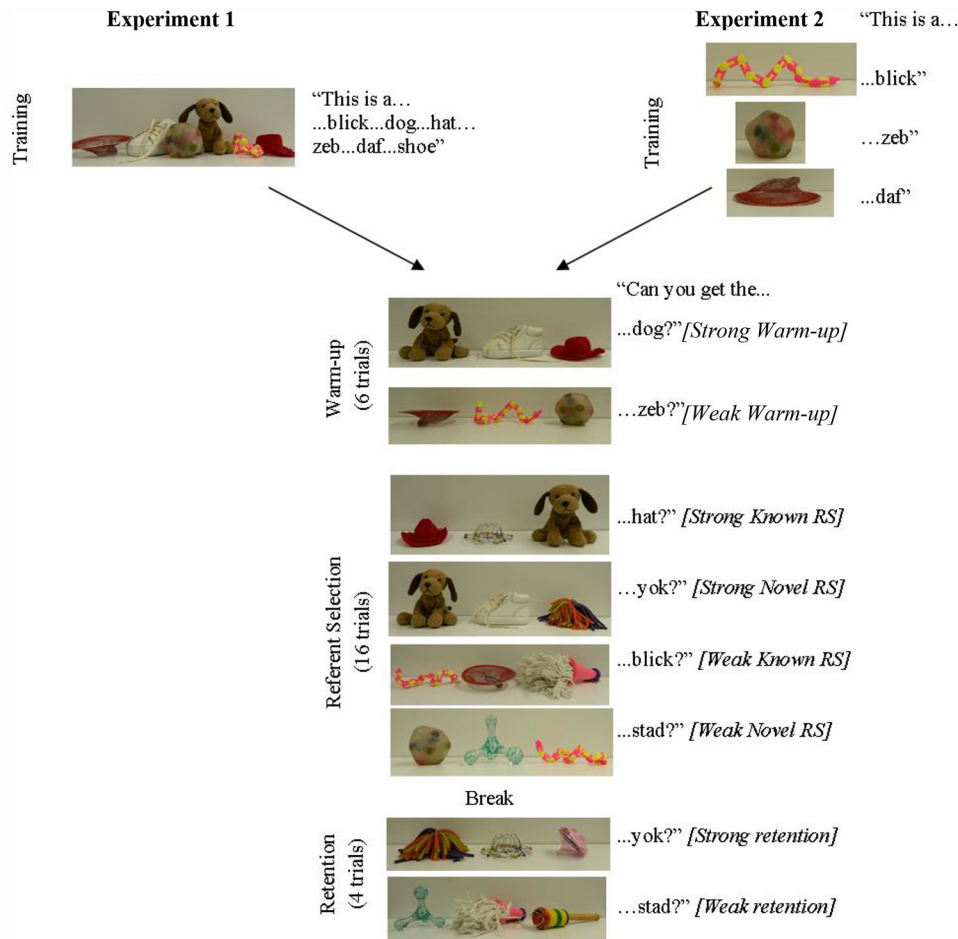 Experiment 1
Experiment 2
“This is a…
Training
“This is a…
...blick...dog...hat…
zeb...daf...shoe”
Training
...blick”
…zeb”
...daf”
“Can you get the...
Warm-up
(6 trials)
...dog?” [Strong Warm-up]
…zeb?” [Weak Warm-up]
Referent Selection
(16 trials)
...hat?” [Strong Known RS]
…yok?” [Strong Novel RS]
...blick?” [Weak Known RS]
...stad?” [Weak Novel RS]
Break
Retention
(4 trials)
...yok?” [Strong retention]
…stad?” [Weak retention]